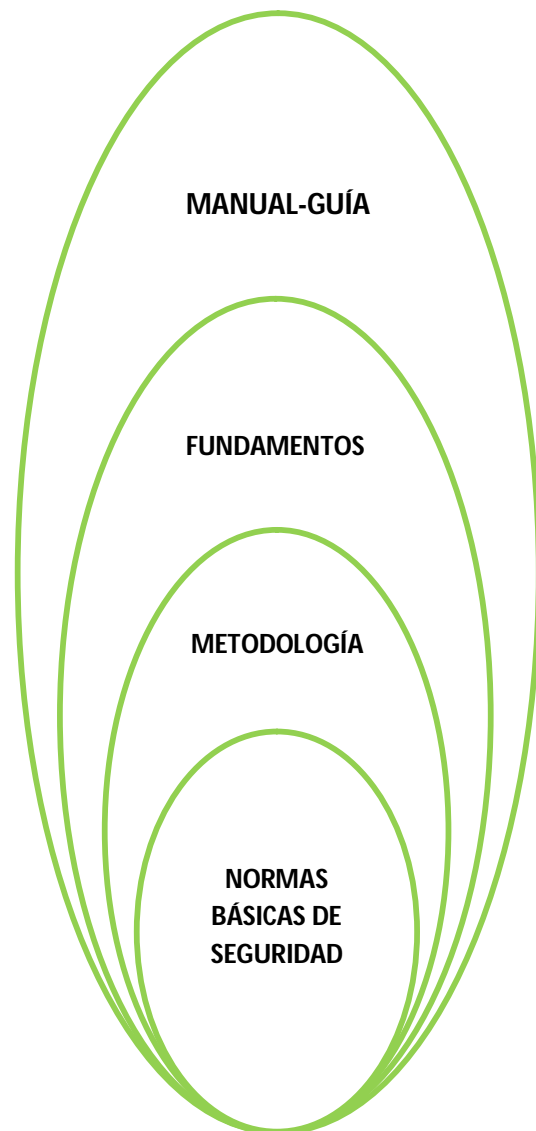 MANUAL-GUÍA
FUNDAMENTOS
METODOLOGÍA
NORMAS
BÁSICAS DE
SEGURIDAD